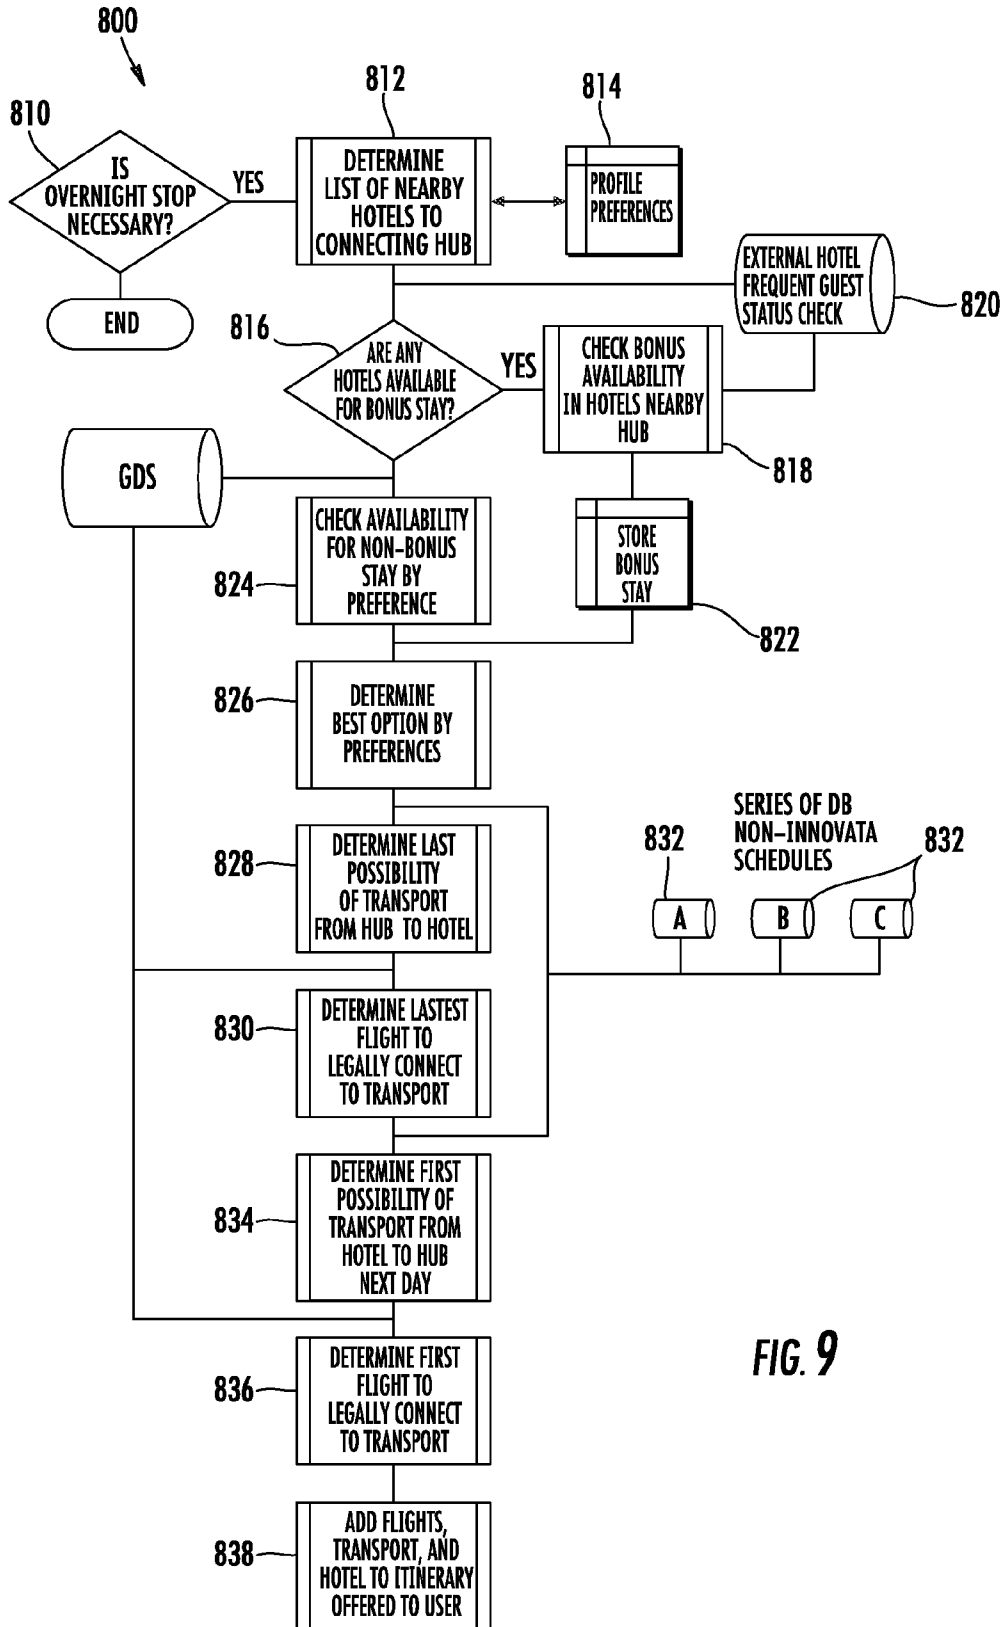 800
810
IS
OVERNIGHT STOP
NECESSARY?
YES
END
812
DETERMINE
LIST OF NEARBY
HOTELS TO
CONNECTING HUB
814
PROFILE
PREFERENCES
EXTERNAL HOTEL
FREQUENT GUEST
STATUS CHECK
820
816
ARE ANY
HOTELS AVAILABLE
FOR BONUS STAY?
YES
CHECK BONUS
AVAILABILITY
IN HOTELS NEARBY
HUB
818
GDS
824
CHECK AVAILABILITY
FOR NON-BONUS
STAY BY
PREFERENCE
STORE
BONUS
STAY
822
826
DETERMINE
BEST OPTION BY
PREFERENCES
828
DETERMINE LAST
POSSIBILITY
OF TRANSPORT
FROM HUB TO HOTEL
SERIES OF DB
NON-INNOVATA
SCHEDULES
832
832
A
B
C
830
DETERMINE LASTEST
FLIGHT TO
LEGALLY CONNECT
TO TRANSPORT
834
DETERMINE FIRST
POSSIBILITY OF
TRANSPORT FROM
HOTEL TO HUB
NEXT DAY
836
DETERMINE FIRST
FLIGHT TO
LEGALLY CONNECT
TO TRANSPORT
FIG. 9
838
ADD FLIGHTS,
TRANSPORT, AND
HOTEL TO ITINERARY
OFFERED TO USER